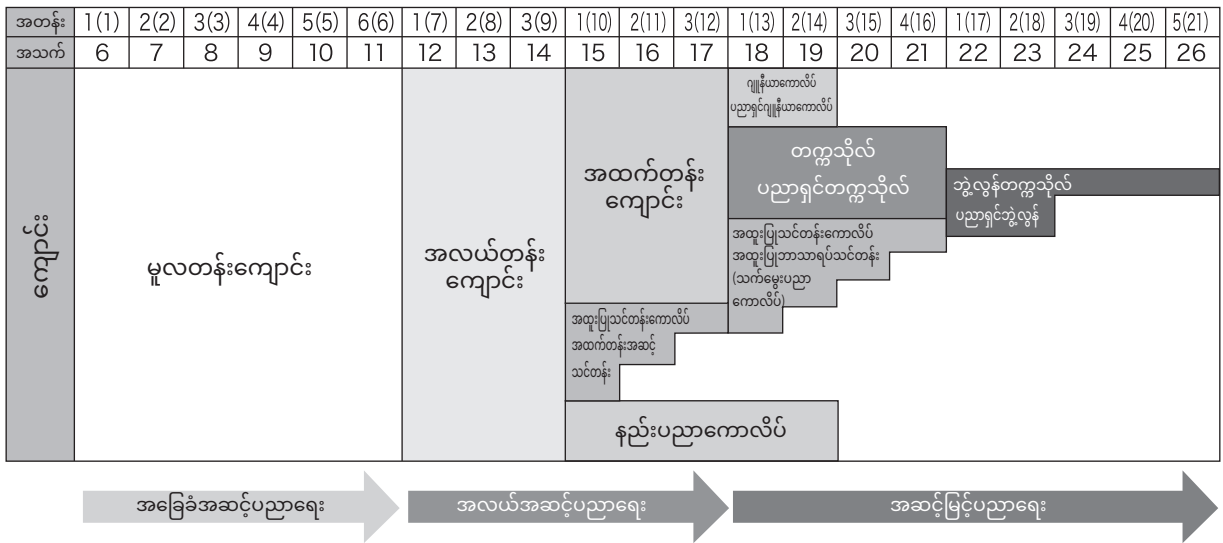 အတန်း 1(1) 2(2) 3(3) 4(4) 5(5) 6(6) 1(7) 2(8) 3(9) 1(10) 2(11) 3(12) 1(13) 2(14) 3(15) 4(16) 1(17) 2(18) 3(19) 4(20) 5(21)
အသက် 6 7 8 9 10 11 12 13 14 15 16 17 18 19 20 21 22 23 24 25 26
ကျောင်း
မူလတန်းကျောင်း
အလယ်တန်း
ကျောင်း
အထက်တန်း
ကျောင်း
အထူးပြုသင်တန်းကောလိပ်
အထက်တန်းအဆင့်
သင်တန်း
နည်းပညာကောလိပ်
ဂျူနီယာကောလိပ်
ပညာရှင်ဂျူနီယာကောလိပ်
တက္ကသိုလ်
ပညာရှင်တက္ကသိုလ်
အထူးပြုသင်တန်းကောလိပ်
အထူးပြုဘာသာရပ်သင်တန်း
(သက်မွေးပညာ
ကောလိပ်)
ဘွဲ့လွန်တက္ကသိုလ်
ပညာရှင်ဘွဲ့လွန်
အခြေခံအဆင့်ပညာရေး
အလယ်အဆင့်ပညာရေး
အဆင့်မြင့်ပညာရေး